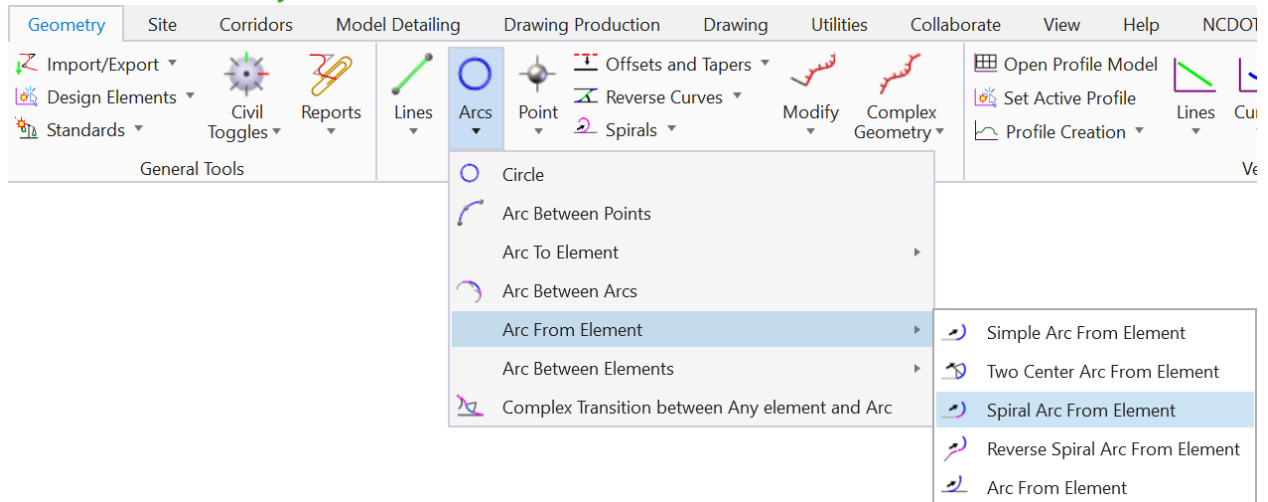 Geometry Site Corridors Model Detailing Drawing Production Drawing Utilities Collaborate View Help NCDOT
Import/Export
Design Elements
Standards
Civil
Toggles
Reports
General Tools
Lines
Arcs
Point
Offsets and Tapers
Reverse Curves
Spirals
Modify
Complex
Geometry
Open Profile Model
Set Active Profile
Profile Creation
Lines
Circle
Arc Between Points
Arc To Element
Arc Between Arcs
Arc From Element
Arc Between Elements
Complex Transition between Any element and Arc
Simple Arc From Element
Two Center Arc From Element
Spiral Arc From Element
Reverse Spiral Arc From Element
Arc From Element